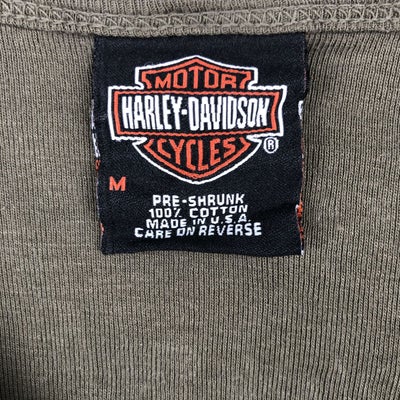 MOTOR
HARLEY-DAVIDSON
CYCLES ®
M
PRE-SHRUNK
100% COTTON
MADE IN U.S.A.
CARE ON REVERSE